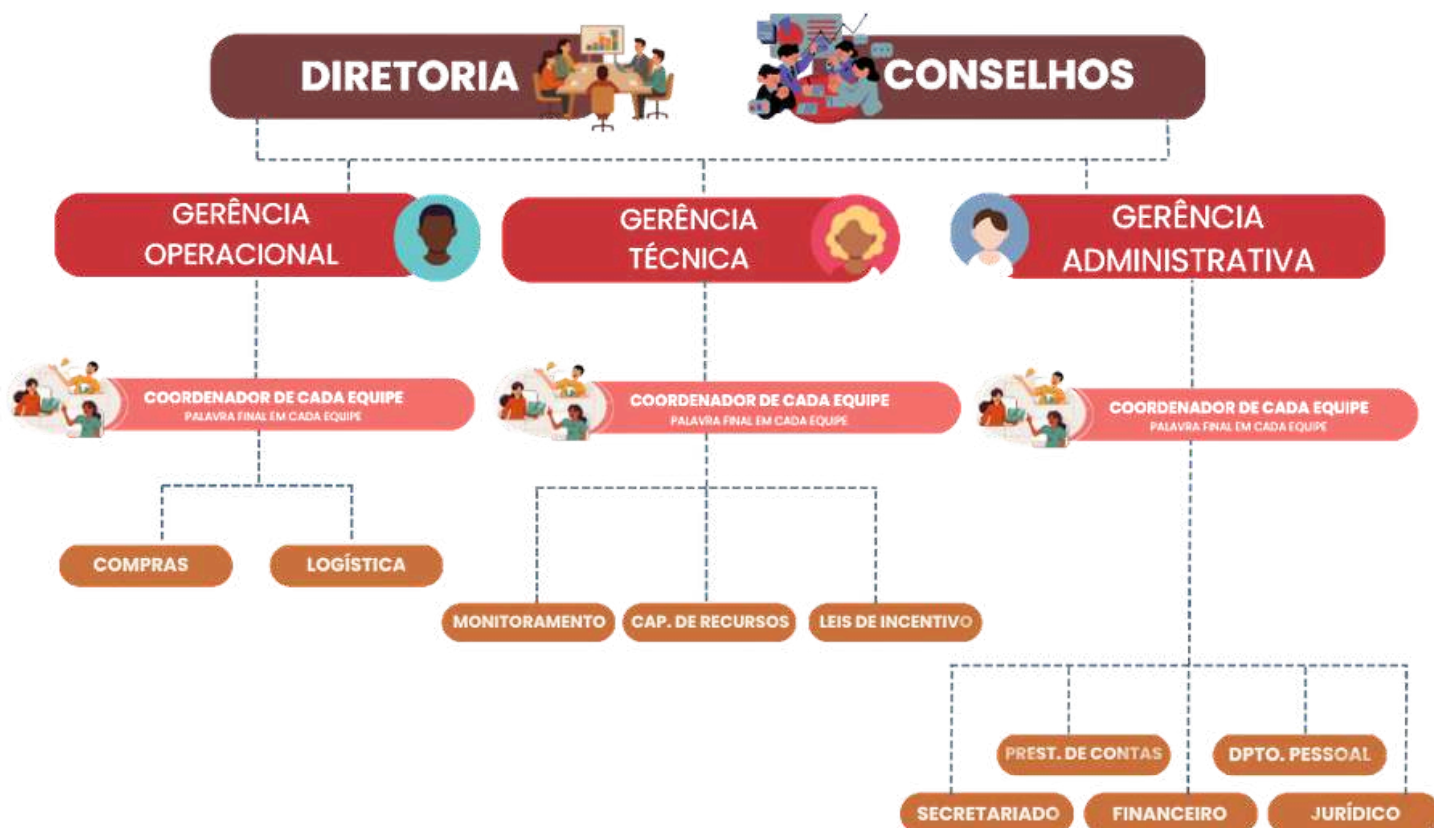 DIRETORIA
CONSELHOS
GERÊNCIA
OPERACIONAL
GERÊNCIA
TÉCNICA
GERÊNCIA
ADMINISTRATIVA
COORDENADOR DE CADA EQUIPE
PALAVRA FINAL EM CADA EQUIPE
COORDENADOR DE CADA EQUIPE
PALAVRA FINAL EM CADA EQUIPE
COORDENADOR DE CADA EQUIPE
PALAVRA FINAL EM CADA EQUIPE
COMPRAS
LOGÍSTICA
MONITORAMENTO
CAP. DE RECURSOS
LEIS DE INCENTIVO
PREST. DE CONTAS
DPTO. PESSOAL
SECRETARIADO
FINANCEIRO
JURÍDICO